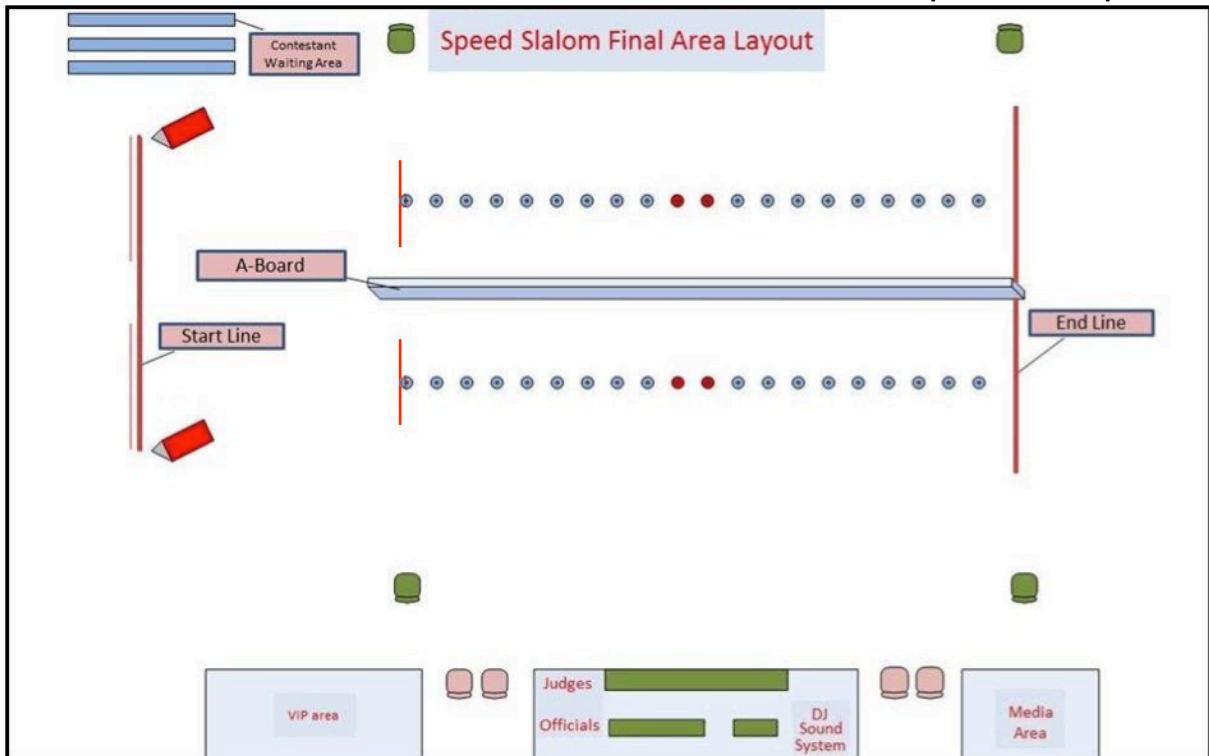 Contestant
Waiting Area
Speed Slalom Final Area Layout
A-Board
Start Line
End Line
VIP area
Judges
Officials
DJ
Sound
System
Media
Area